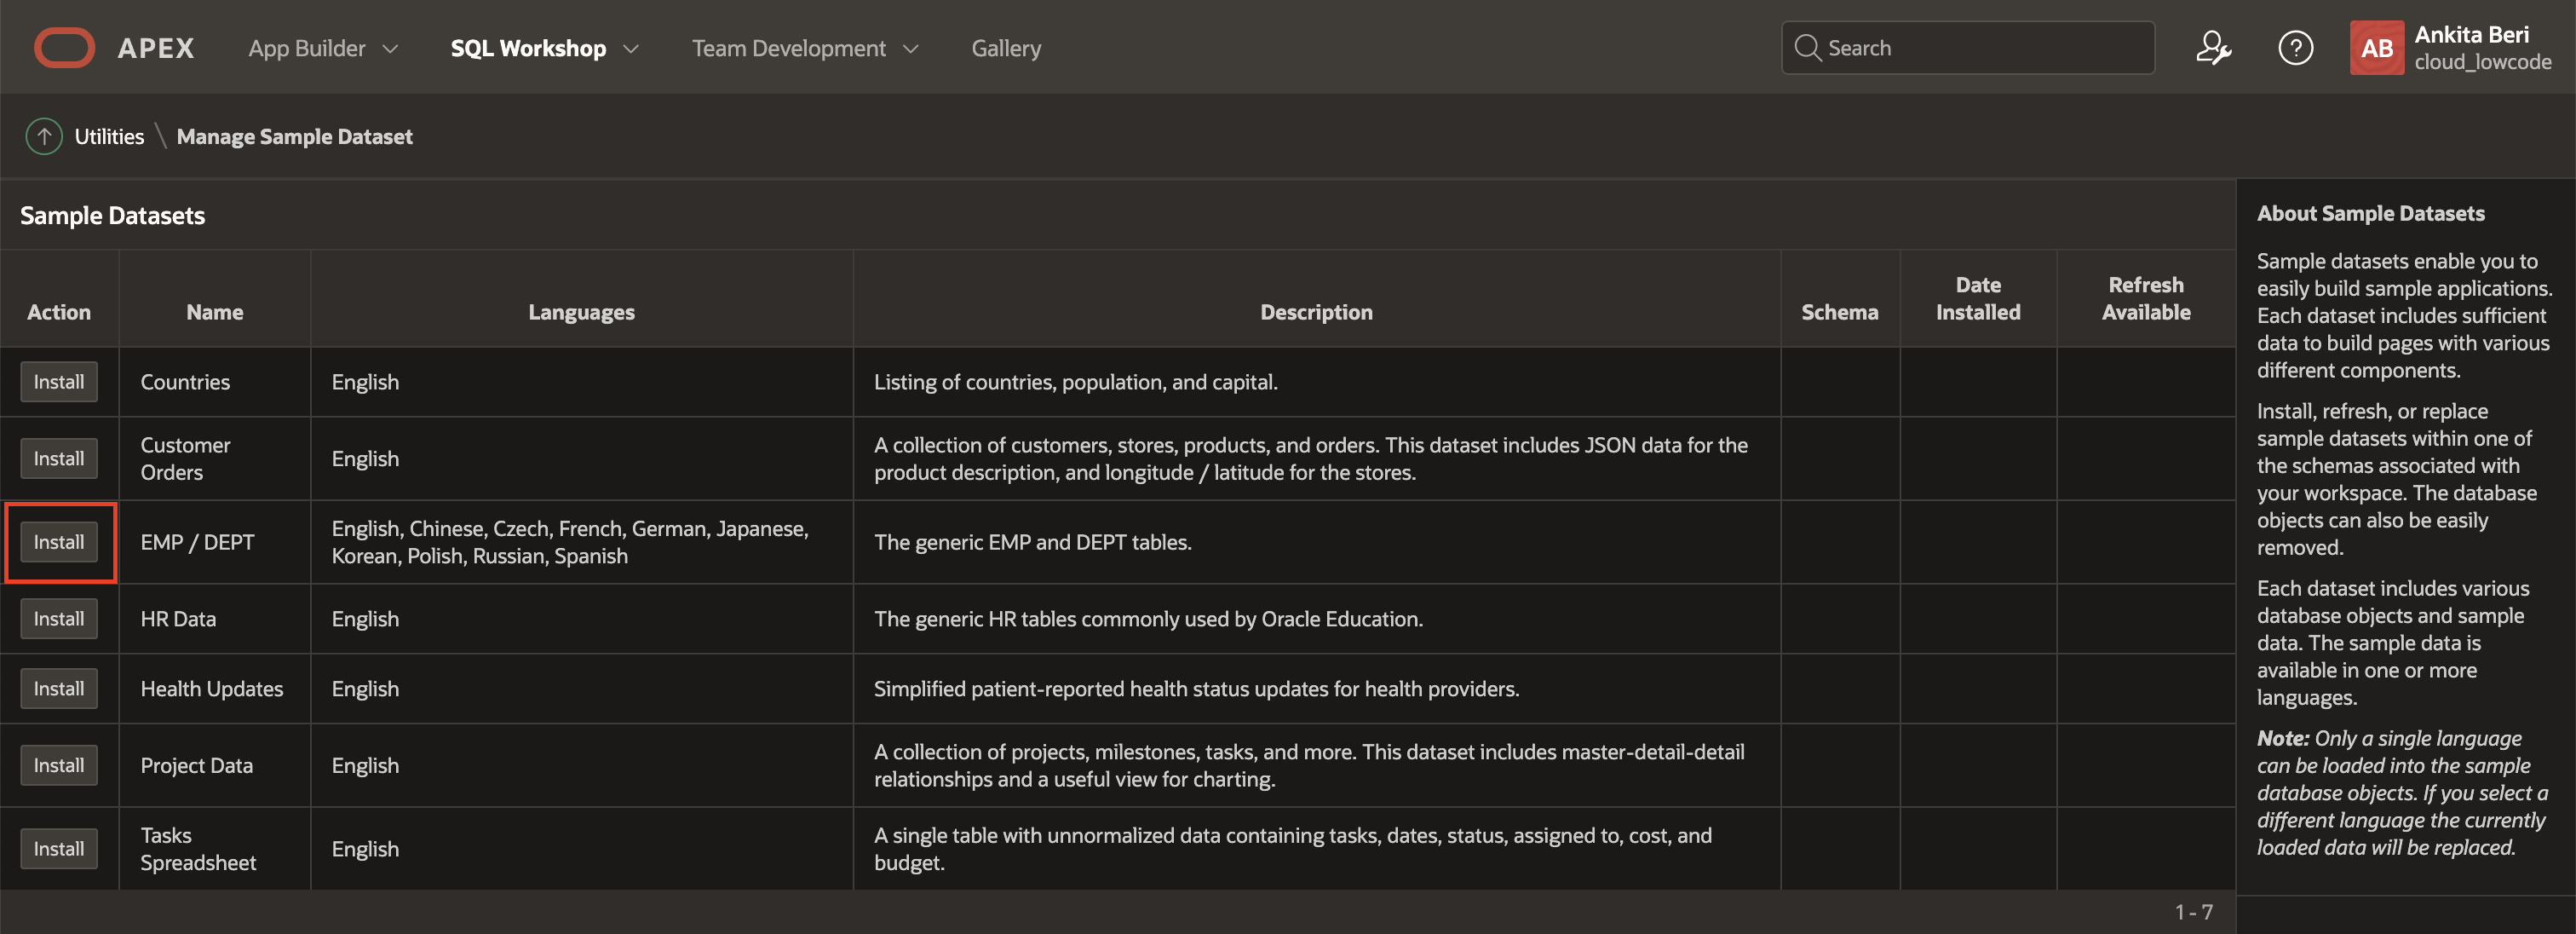 APEX App Builder SQL Workshop Team Development Gallery Search ? AB Ankita Beri
cloud_lowcode
Utilities \ Manage Sample Dataset
Sample Datasets
Action Name Languages Description Schema Date Installed Refresh Available
Install Countries English Listing of countries, population, and capital.
Install Customer Orders English A collection of customers, stores, products, and orders. This dataset includes JSON data for the
product description, and longitude / latitude for the stores.
Install EMP / DEPT English, Chinese, Czech, French, German, Japanese,
Korean, Polish, Russian, Spanish The generic EMP and DEPT tables.
Install HR Data English The generic HR tables commonly used by Oracle Education.
Install Health Updates English Simplified patient-reported health status updates for health providers.
Install Project Data English A collection of projects, milestones, tasks, and more. This dataset includes master-detail-detail
relationships and a useful view for charting.
Install Tasks Spreadsheet English A single table with unnormalized data containing tasks, dates, status, assigned to, cost, and
budget.
1 - 7
About Sample Datasets
Sample datasets enable you to
easily build sample applications.
Each dataset includes sufficient
data to build pages with various
different components.
Install, refresh, or replace
sample datasets within one of
the schemas associated with
your workspace. The database
objects can also be easily
removed.
Each dataset includes various
database objects and sample
data. The sample data is
available in one or more
languages.
Note: Only a single language
can be loaded into the sample
database objects. If you select a
different language the currently
loaded data will be replaced.